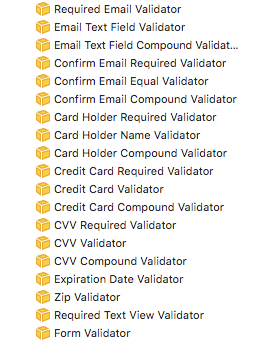 Required Email Validator
Email Text Field Validator
Email Text Field Compound Validat...
Confirm Email Required Validator
Confirm Email Equal Validator
Confirm Email Compound Validator
Card Holder Required Validator
Card Holder Name Validator
Card Holder Compound Validator
Credit Card Required Validator
Credit Card Validator
Credit Card Compound Validator
CVV Required Validator
CVV Validator
CVV Compound Validator
Expiration Date Validator
Zip Validator
Required Text View Validator
Form Validator